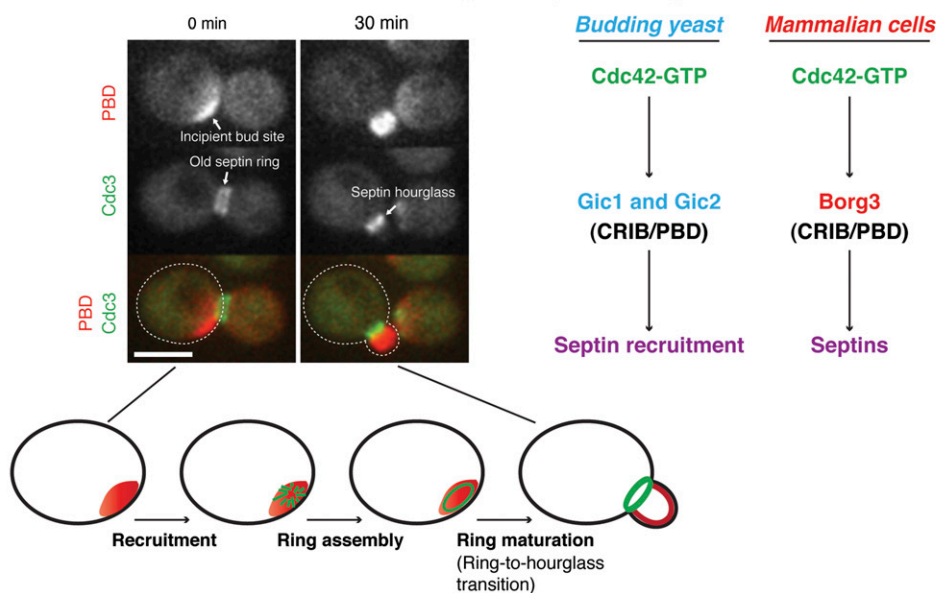 0 min
30 min
PBD
Incipient bud site
Old septin ring
Cdc3
Septin hourglass
PBD
Cdc3
Budding yeast
Mammalian cells
Cdc42-GTP
Cdc42-GTP
Gic1 and Gic2
(CRIB/PBD)
Borg3
(CRIB/PBD)
Septin recruitment
Septins
Recruitment
Ring assembly
Ring maturation
(Ring-to-hourglass
transition)